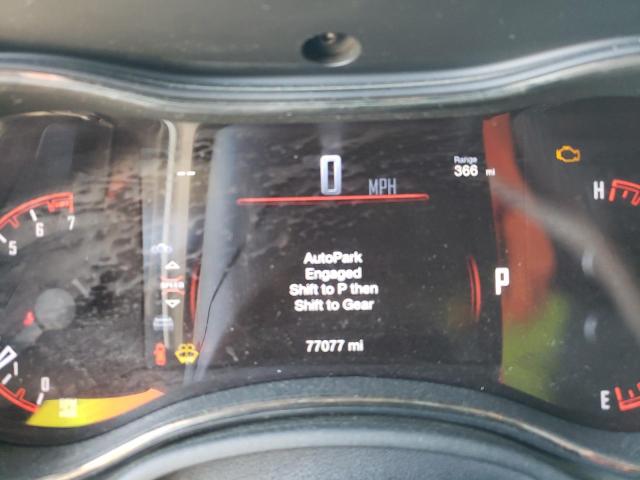 0 MPH
Range
366 mi
--
H
7
6
5
AutoPark
Engaged
Shift to P then
Shift to Gear
P
SPEED
77077 mi
1
0
E